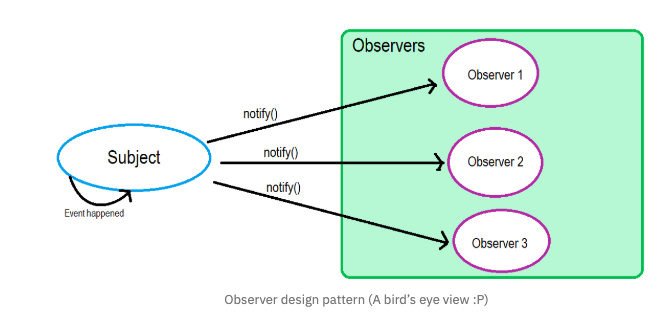 Observers
Observer 1
notify()
Subject
notify()
Observer 2
notify()
Event happened
Observer 3
Observer design pattern (A bird’s eye view :P)